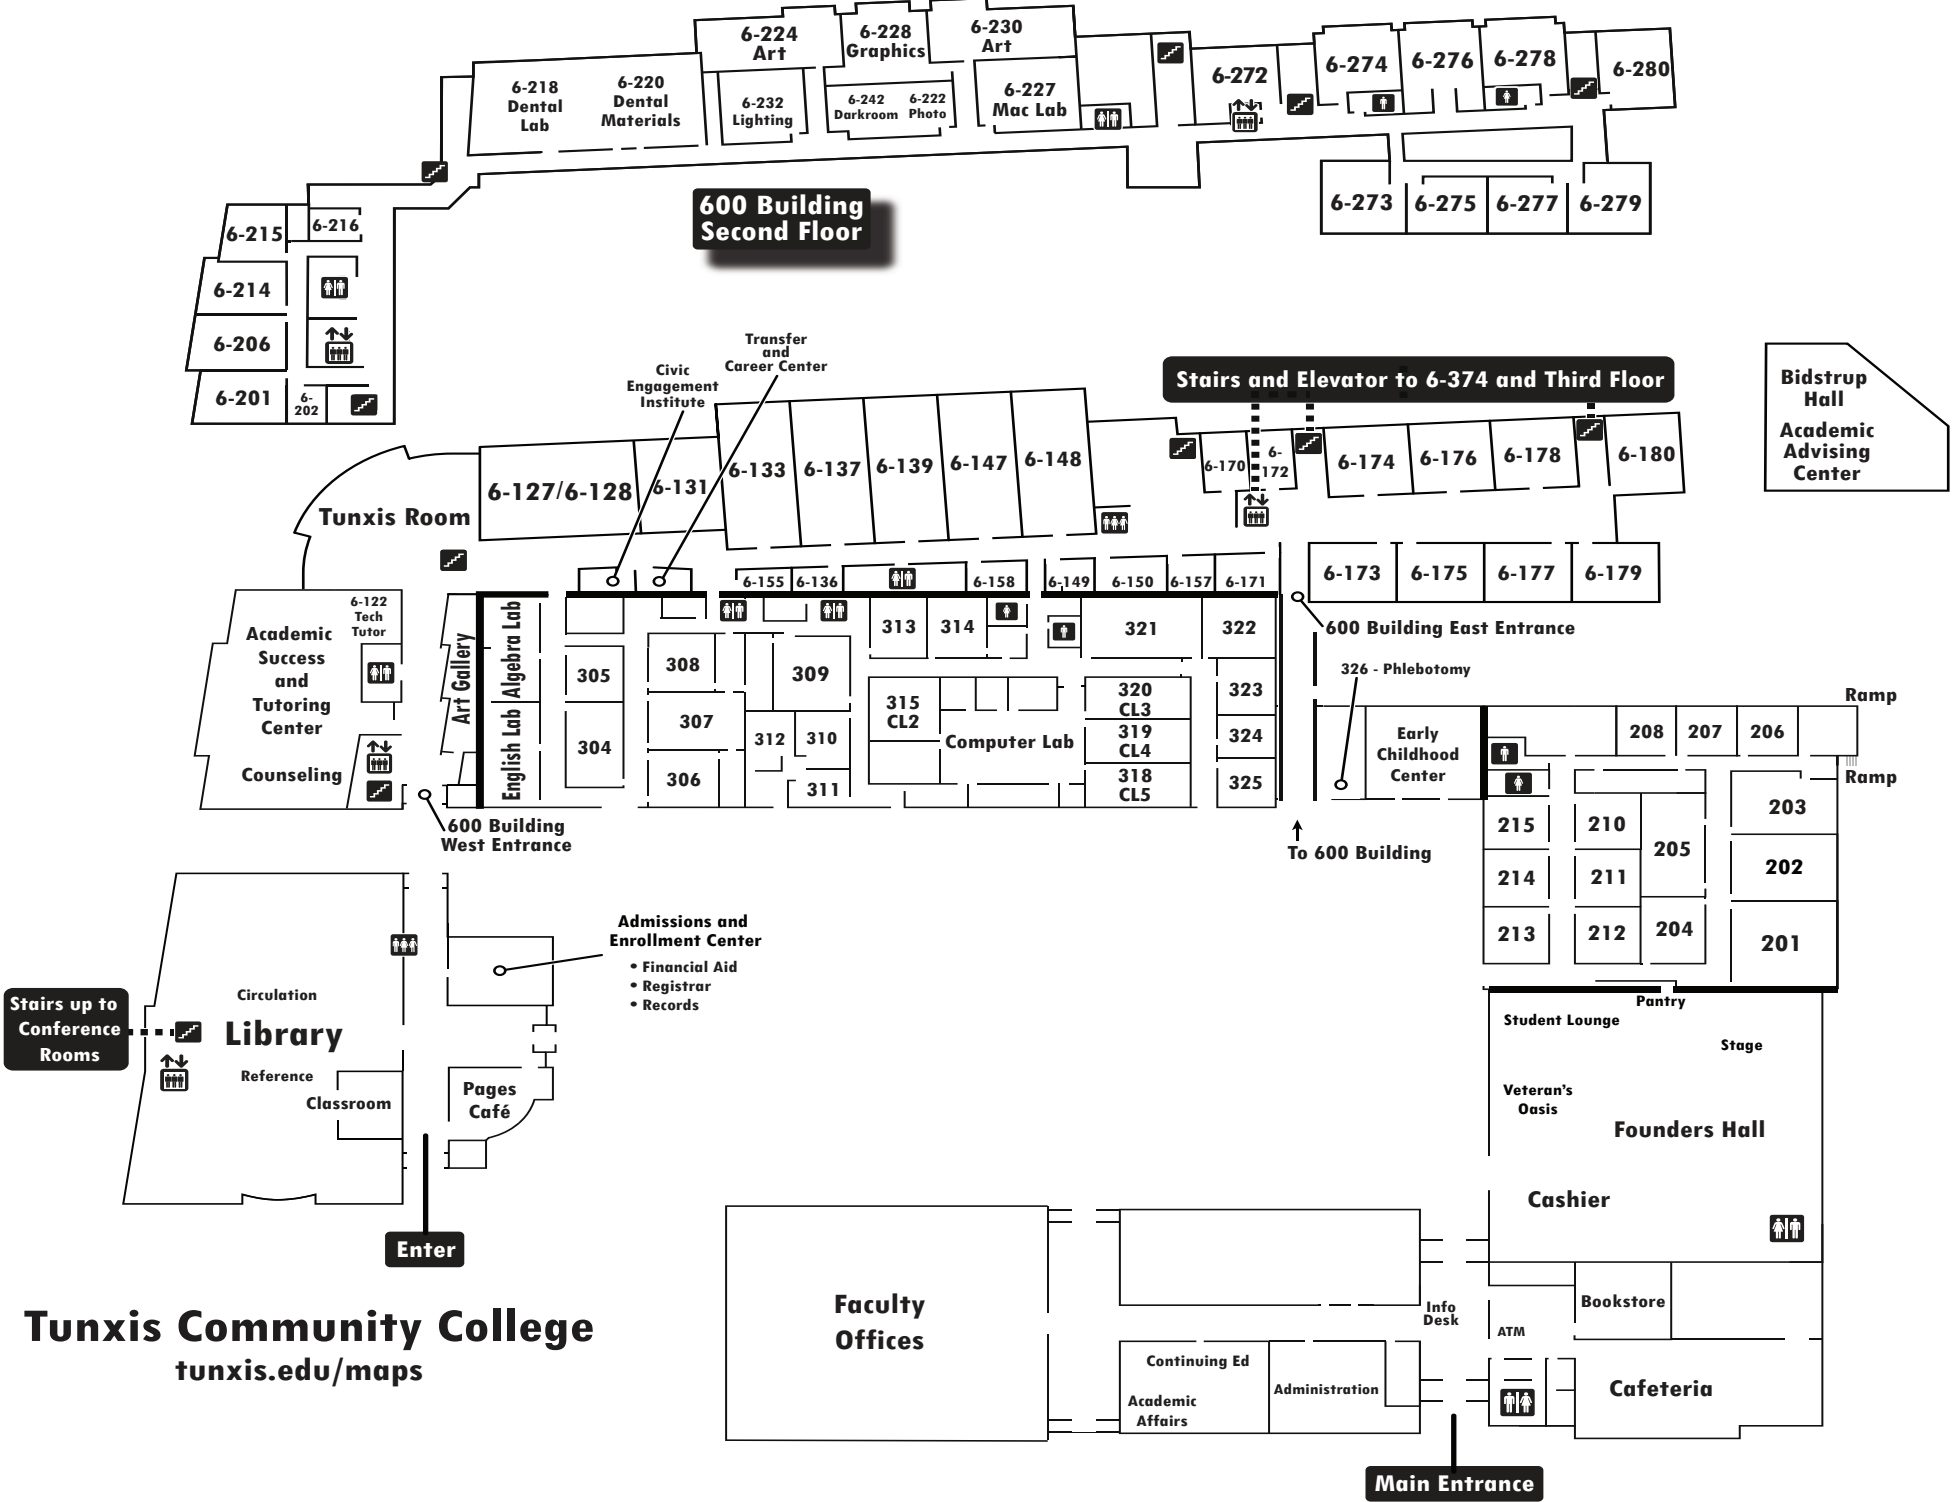 6-224
Art
6-228
Graphics
6-230
Art
6-218
Dental
Lab
6-220
Dental
Materials
6-232
Lighting
6-242
Darkroom
6-222
Photo
6-227
Mac Lab
6-272
6-274
6-276
6-278
6-280
6-273
6-275
6-277
6-279
600 Building
Second Floor
6-215
6-216
6-214
6-206
6-201
6-
202
Transfer
and
Career Center
Civic
Engagement
Institute
Stairs and Elevator to 6-374 and Third Floor
Bidstrup
Hall
Academic
Advising
Center
Tunxis Room
6-127/6-128
6-131
6-133
6-137
6-139
6-147
6-148
6-170
6-
172
6-174
6-176
6-178
6-180
6-155
6-136
6-158
6-149
6-150
6-157
6-171
6-173
6-175
6-177
6-179
600 Building East Entrance
6-122
Tech
Tutor
Academic
Success
and
Tutoring
Center
Counseling
Art Gallery
Algebra Lab
English Lab
305
304
308
307
306
309
312
310
311
313
314
315
CL2
Computer Lab
321
322
320
CL3
319
CL4
318
CL5
323
324
325
326 - Phlebotomy
Early
Childhood
Center
Ramp
208
207
206
Ramp
203
215
210
205
202
214
211
213
212
204
201
600 Building
West Entrance
To 600 Building
Admissions and
Enrollment Center
• Financial Aid
• Registrar
• Records
Stairs up to
Conference
Rooms
Circulation
Library
Reference
Classroom
Pages
Café
Enter
Pantry
Student Lounge
Stage
Veteran's
Oasis
Founders Hall
Cashier
Faculty
Offices
Info
Desk
Bookstore
ATM
Continuing Ed
Academic
Affairs
Administration
Cafeteria
Main Entrance
Tunxis Community College
tunxis.edu/maps